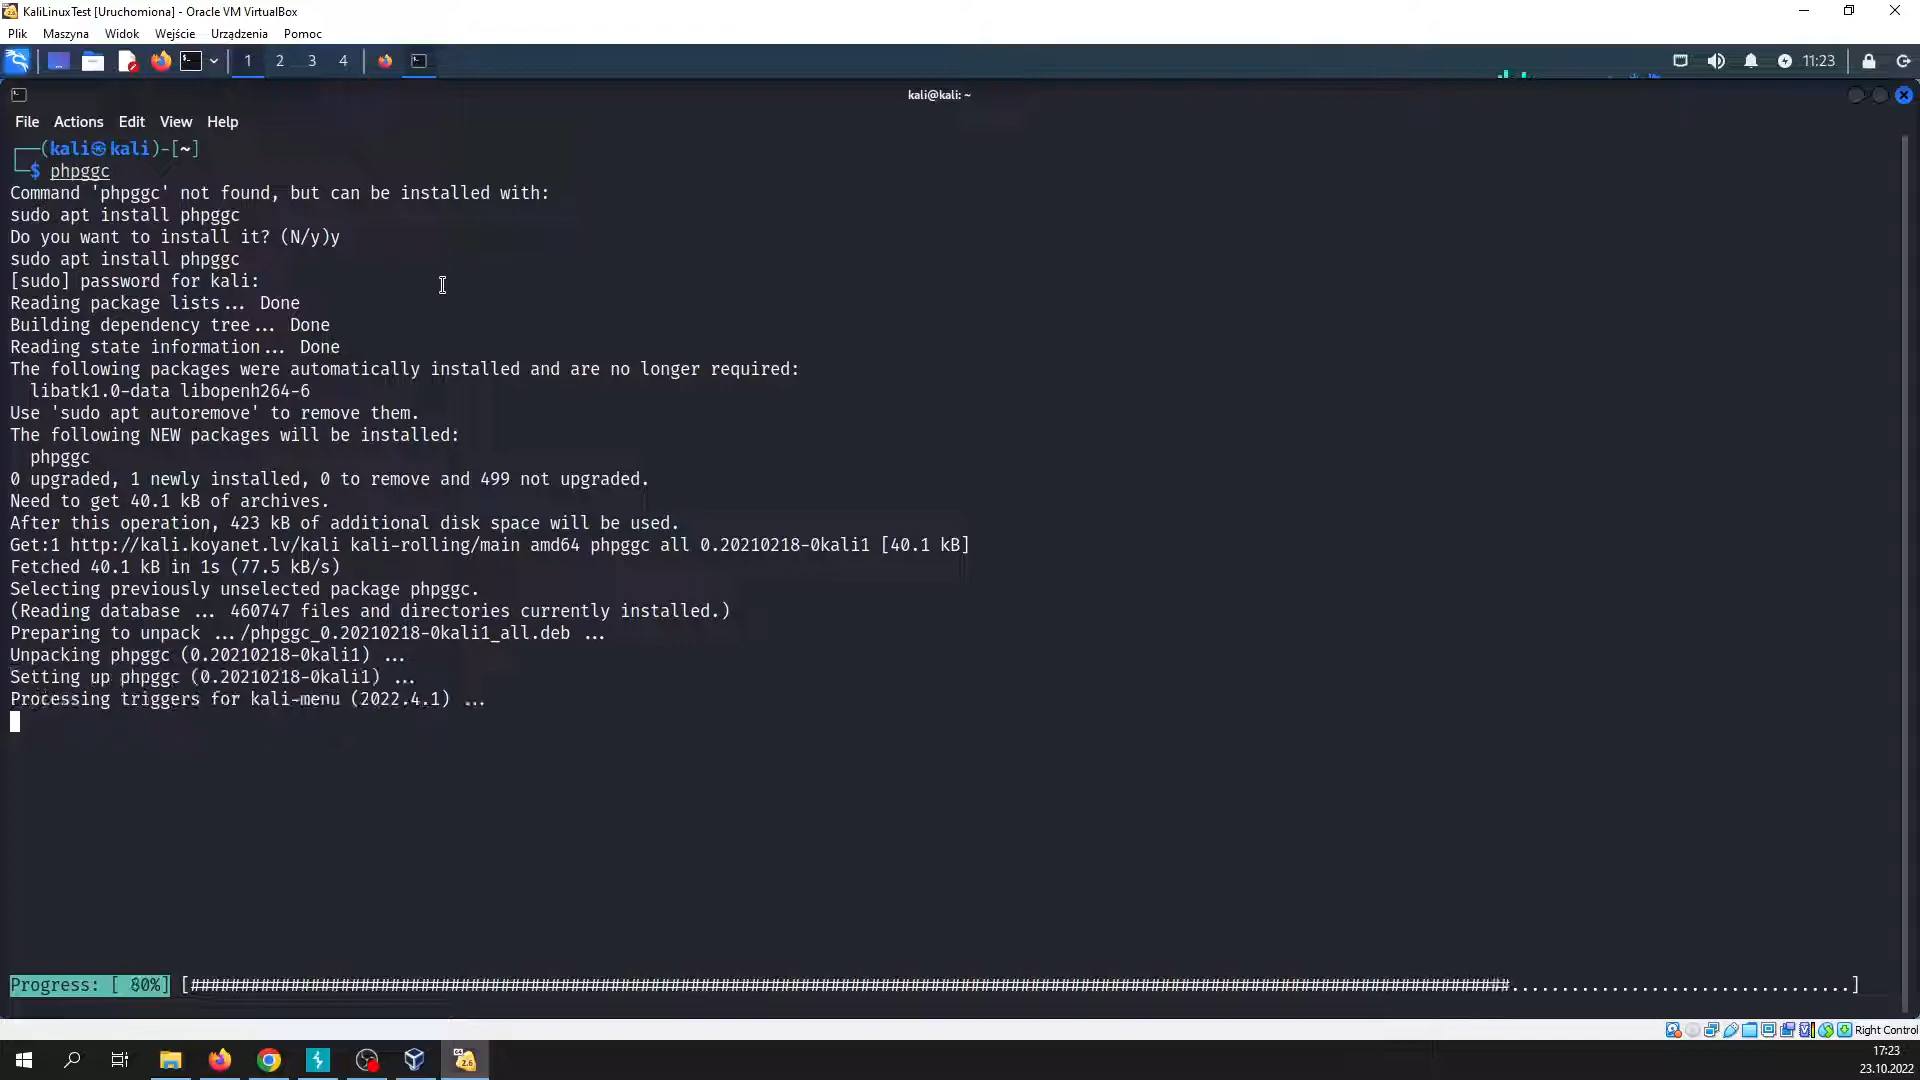 KaliLinuxTest [Uruchomiona] - Oracle VM VirtualBox
Plik Maszyna Widok Wejście Urządzenia Pomoc
1 2 3 4 11:23
kali@kali: ~
File Actions Edit View Help
┌──(kali㉿kali)-[~]
└─$ phpggc
Command 'phpggc' not found, but can be installed with:
sudo apt install phpggc
Do you want to install it? (N/y)y
sudo apt install phpggc
[sudo] password for kali:
Reading package lists... Done
Building dependency tree... Done
Reading state information... Done
The following packages were automatically installed and are no longer required:
libatk1.0-data libopenh264-6
Use 'sudo apt autoremove' to remove them.
The following NEW packages will be installed:
phpggc
0 upgraded, 1 newly installed, 0 to remove and 499 not upgraded.
Need to get 40.1 kB of archives.
After this operation, 423 kB of additional disk space will be used.
Get:1 http://kali.koyanet.lv/kali kali-rolling/main amd64 phpggc all 0.20210218-0kali1 [40.1 kB]
Fetched 40.1 kB in 1s (77.5 kB/s)
Selecting previously unselected package phpggc.
(Reading database ... 460747 files and directories currently installed.)
Preparing to unpack .../phpggc_0.20210218-0kali1_all.deb ...
Unpacking phpggc (0.20210218-0kali1) ...
Setting up phpggc (0.20210218-0kali1) ...
Processing triggers for kali-menu (2022.4.1) ...
Progress: [ 80%] [####################################################################################################################################..................................]
Right Control
2.6
17:23
23.10.2022